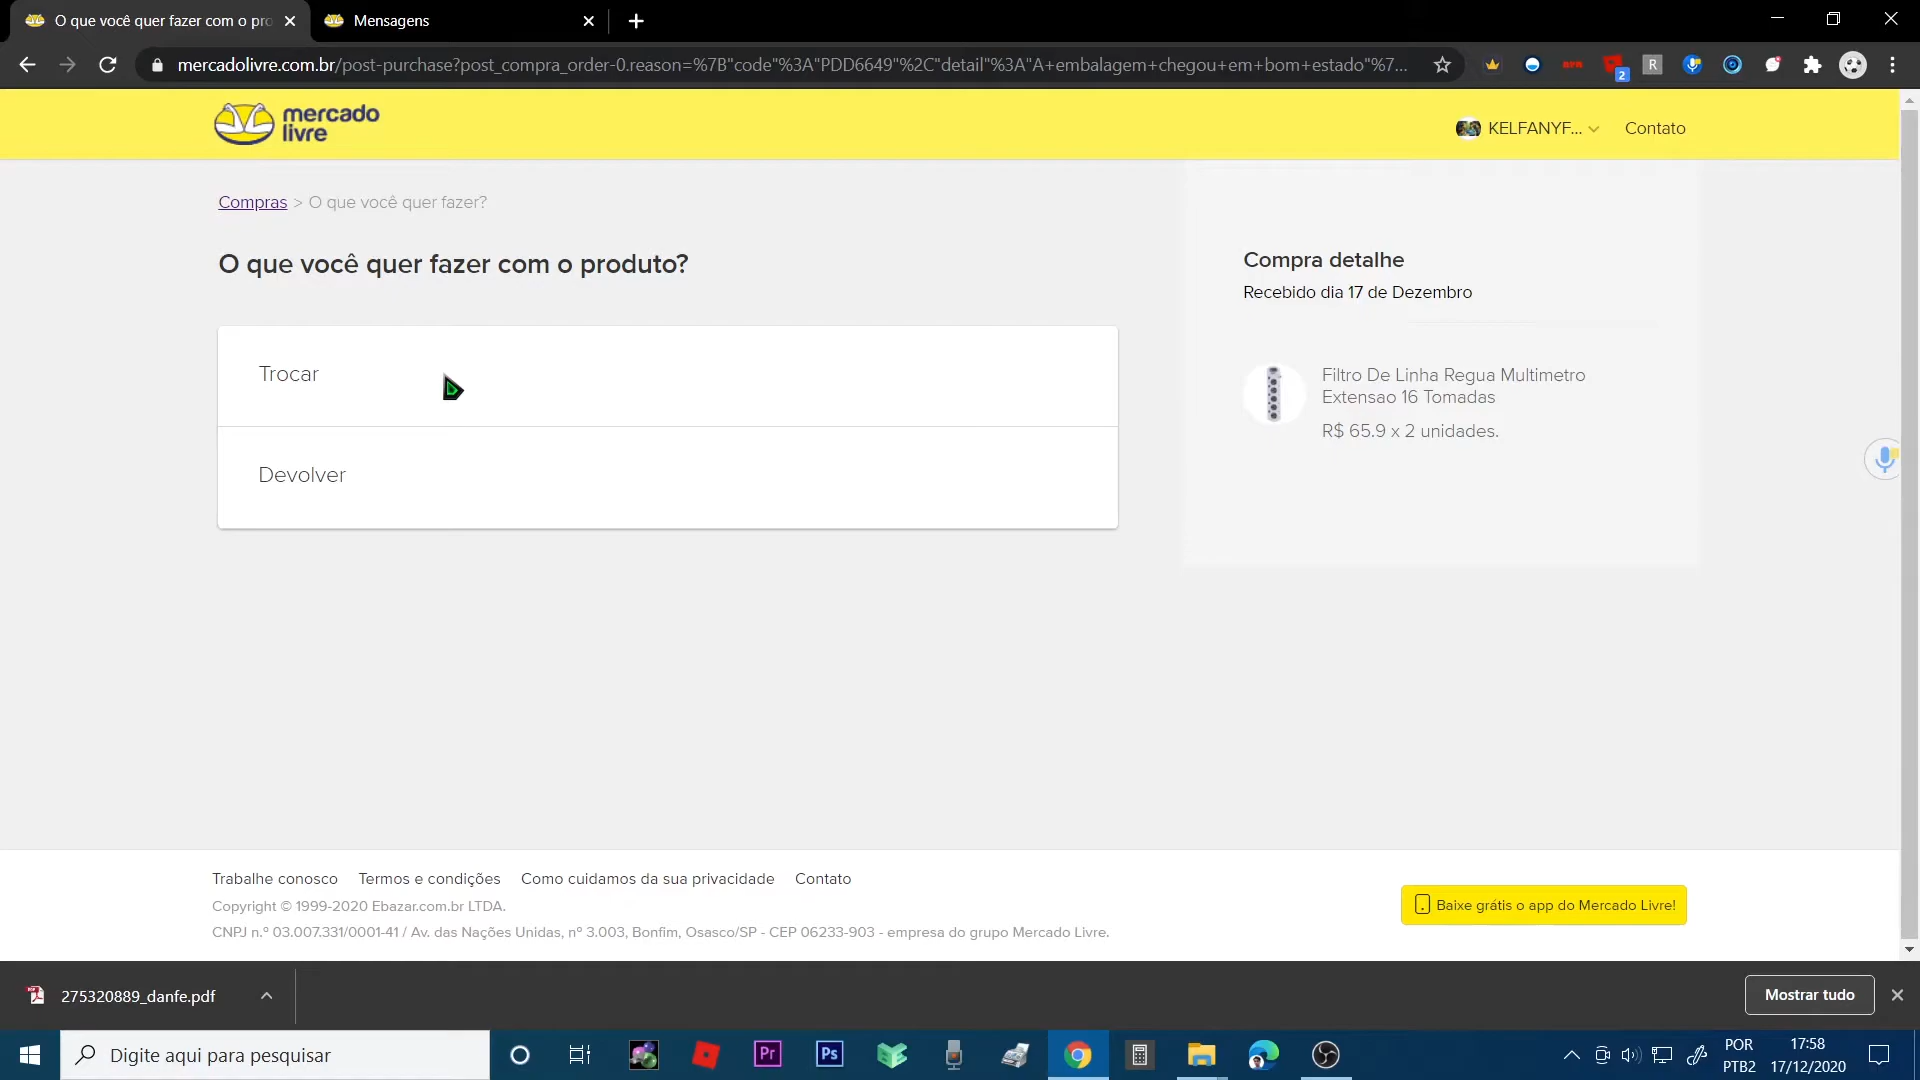 O que você quer fazer com o pro
Mensagens
mercadolivre.com.br/post-purchase?post_compra_order-0.reason=%7B"code"%3A"PDD6649"%2C"detail"%3A"A+embalagem+chegou+em+bom+estado"%7...
2
R
mercado
livre
KELFANYF...
Contato
Compras > O que você quer fazer?
O que você quer fazer com o produto?
Trocar
Devolver
Compra detalhe
Recebido dia 17 de Dezembro
Filtro De Linha Regua Multimetro
Extensao 16 Tomadas
R$ 65.9 x 2 unidades.
Trabalhe conosco Termos e condições Como cuidamos da sua privacidade Contato
Copyright © 1999-2020 Ebazar.com.br LTDA.
CNPJ n.º 03.007.331/0001-41 / Av. das Nações Unidas, nº 3.003, Bonfim, Osasco/SP - CEP 06233-903 - empresa do grupo Mercado Livre.
Baixe grátis o app do Mercado Livre!
275320889_danfe.pdf
Mostrar tudo
Digite aqui para pesquisar
Pr
Ps
POR
PTB2
17:58
17/12/2020